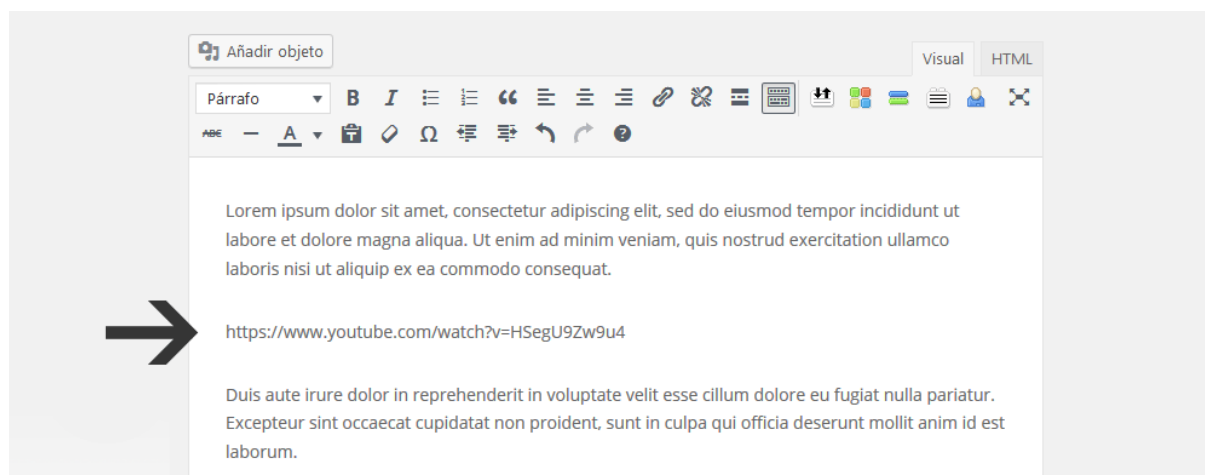 Añadir objeto
Visual HTML
Párrafo B I
ABC A Ω
Lorem ipsum dolor sit amet, consectetur adipiscing elit, sed do eiusmod tempor incididunt ut
labore et dolore magna aliqua. Ut enim ad minim veniam, quis nostrud exercitation ullamco
laboris nisi ut aliquip ex ea commodo consequat.
https://www.youtube.com/watch?v=HSegU9Zw9u4
Duis aute irure dolor in reprehenderit in voluptate velit esse cillum dolore eu fugiat nulla pariatur.
Excepteur sint occaecat cupidatat non proident, sunt in culpa qui officia deserunt mollit anim id est
laborum.